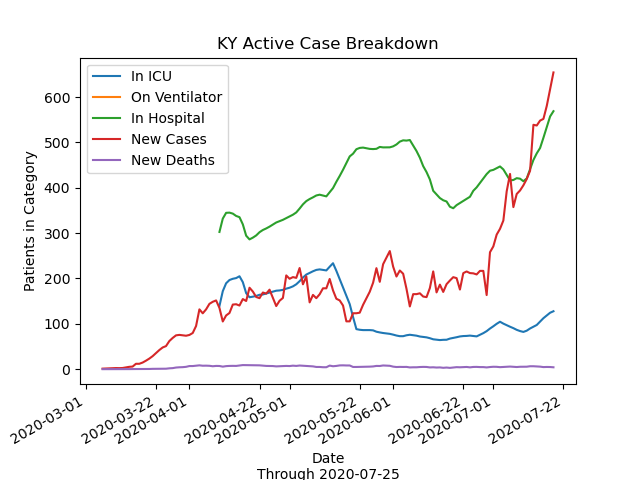 KY Active Case Breakdown
In ICU
On Ventilator
In Hospital
New Cases
New Deaths
Patients in Category
600
500
400
300
200
100
0
2020-03-01
2020-03-22
2020-04-01
2020-04-22
2020-05-01
2020-05-22
2020-06-01
2020-06-22
2020-07-01
2020-07-22
Date
Through 2020-07-25